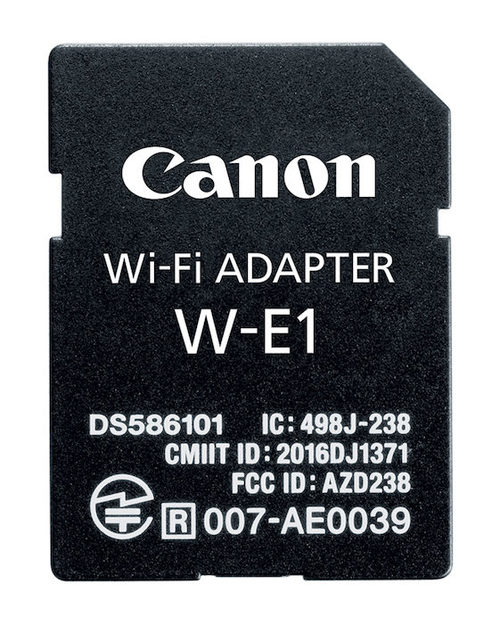 Canon
Wi-Fi ADAPTER
W-E1
DS586101 IC: 498J-238
CMIIT ID: 2016DJ1371
FCC ID: AZD238
R 007-AE0039